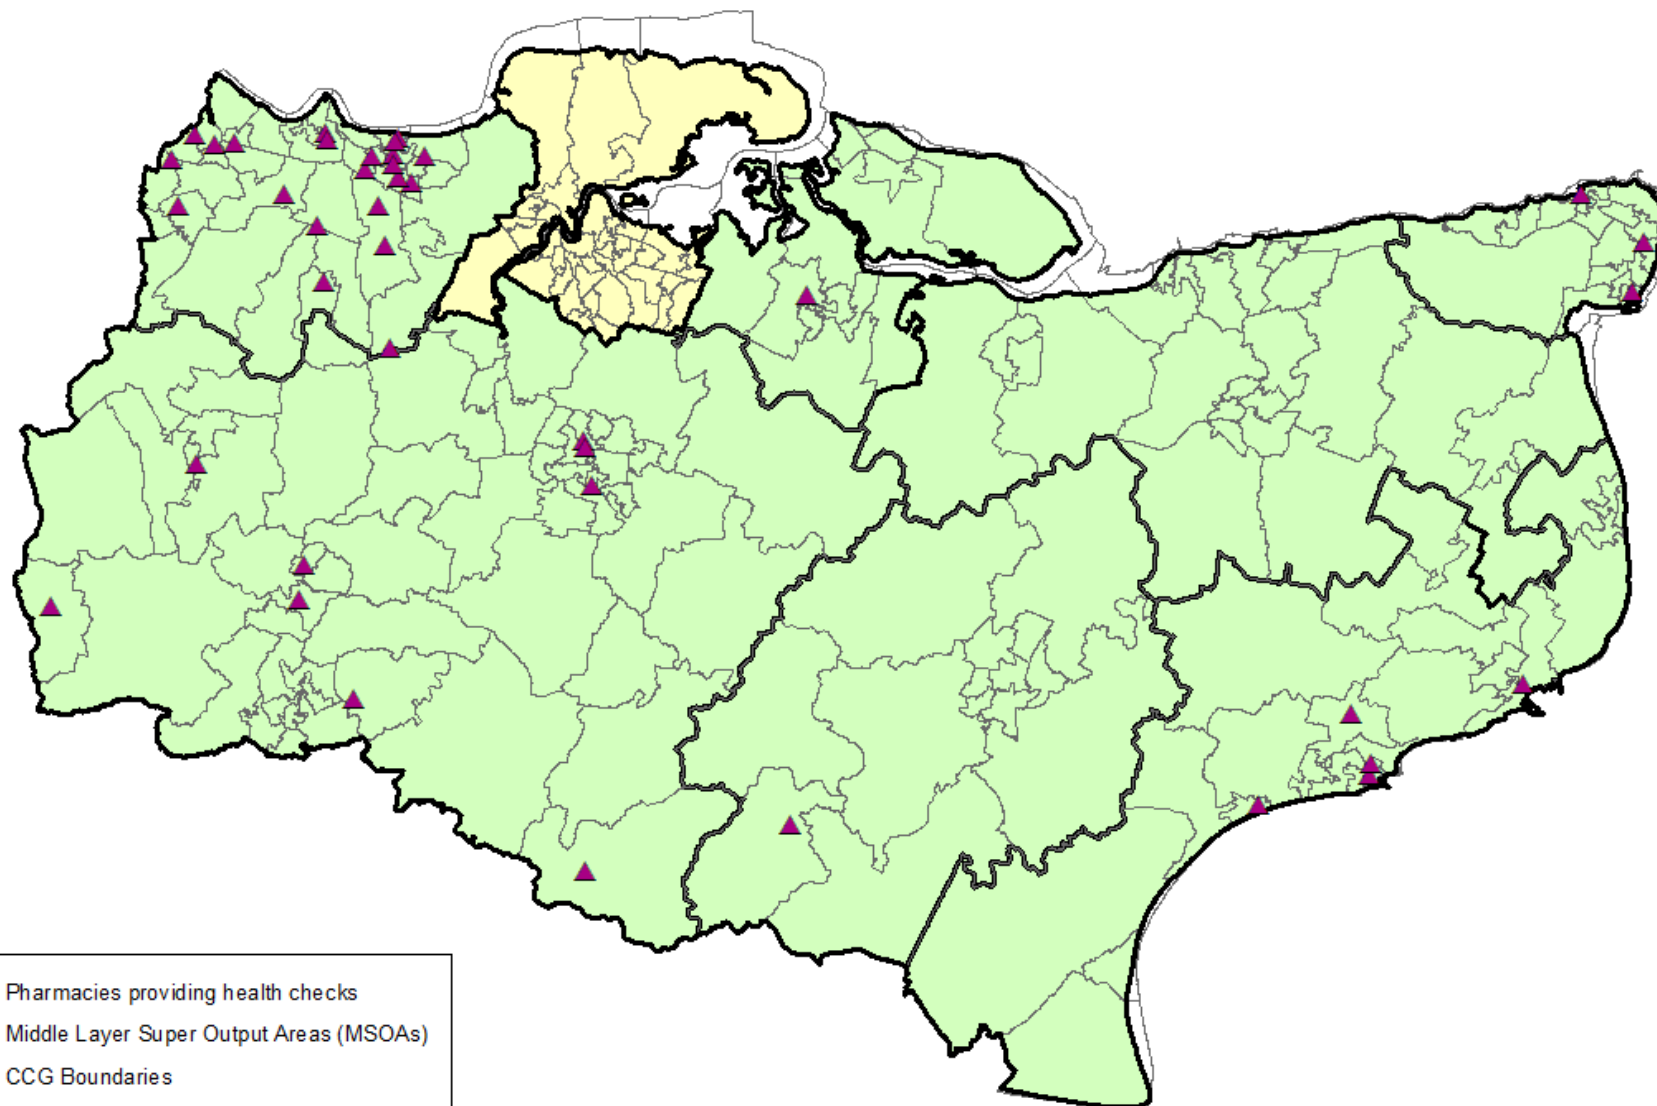 Pharmacies providing health checks
Middle Layer Super Output Areas (MSOAs)
CCG Boundaries